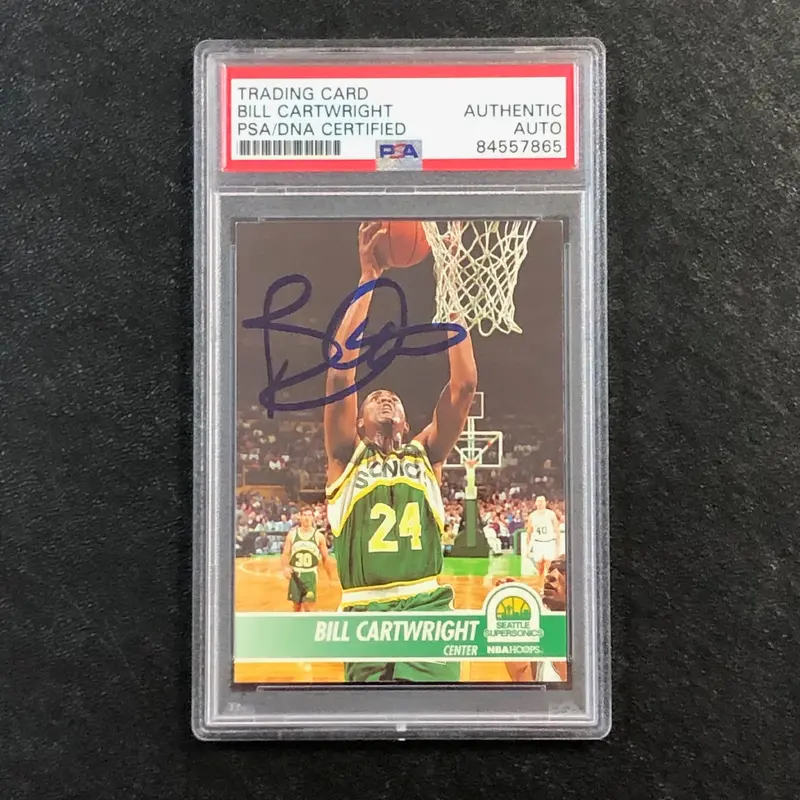 TRADING CARD
BILL CARTWRIGHT
PSA/DNA CERTIFIED
AUTHENTIC
AUTO
84557865
PSA
SONICS
24
30
40
BILL CARTWRIGHT
CENTER
SEATTLE
SUPERSONICS
NBA HOOPS